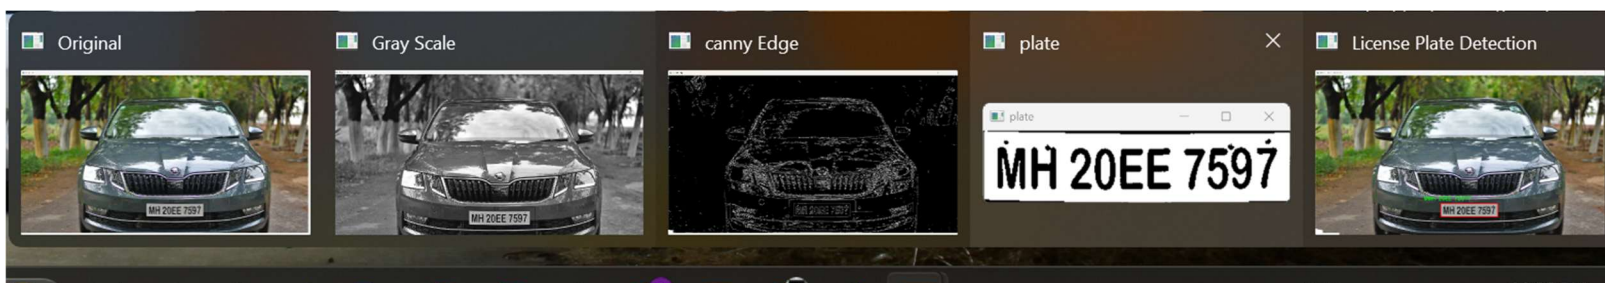 Original
Gray Scale
canny Edge
plate
License Plate Detection
MH 20EE 7597
MH 20EE 7597
plate
MH 20EE 7597
MH 20EE 7597